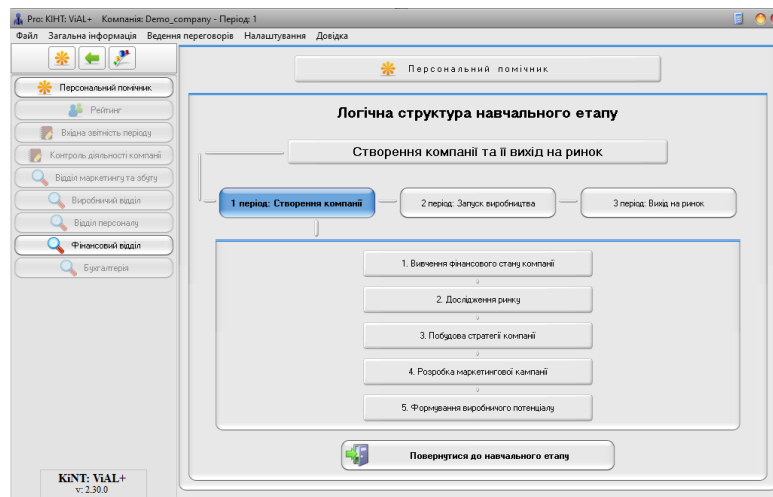 Pro: КІНТ: ViAL+ Компанія: Demo_company - Період: 1
Файл Загальна інформація Ведення переговорів Налаштування Довідка
Персональний помічник
Рейтинг
Вхідна звітність періоду
Контроль діяльності компанії
Відділ маркетингу та збуту
Виробничий відділ
Відділ персоналу
Фінансовий відділ
Бухгалтерія
KiNT: ViAL+
v: 2.30.0
Персональний помічник
Логічна структура навчального етапу
Створення компанії та її вихід на ринок
1 період: Створення компанії
2 період: Запуск виробництва
3 період: Вихід на ринок
1. Вивчення фінансового стану компанії
2. Дослідження ринку
3. Побудова стратегії компанії
4. Розробка маркетингової кампанії
5. Формування виробничого потенціалу
Повернутися до навчального етапу